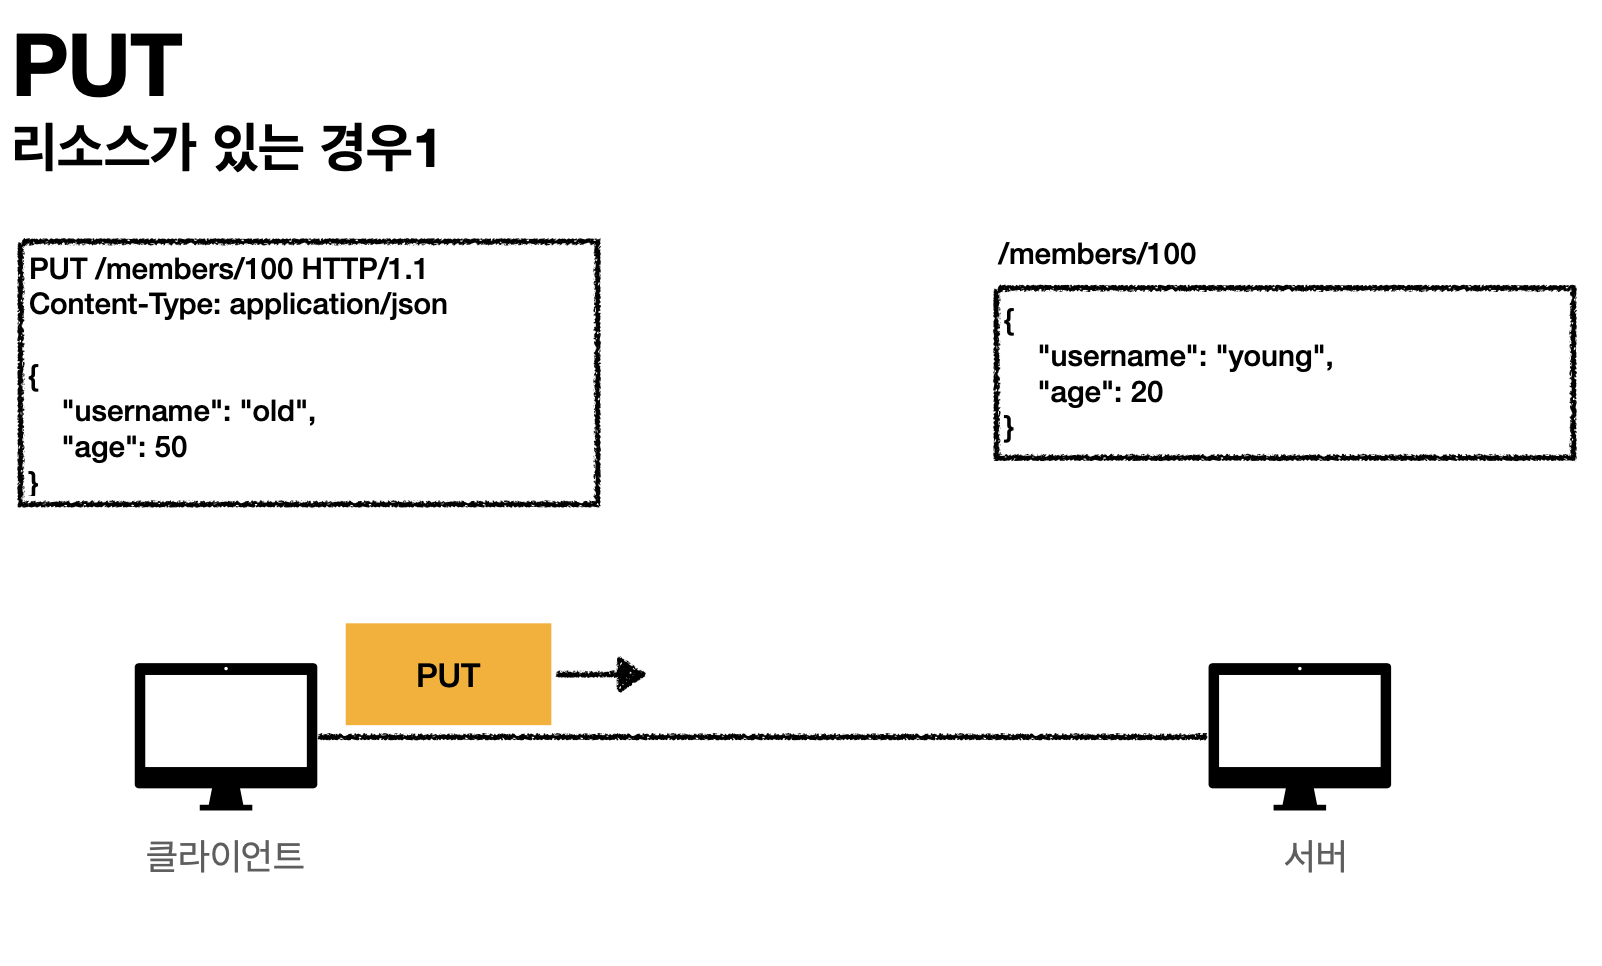 PUT
리소스가 있는 경우1
PUT /members/100 HTTP/1.1
Content-Type: application/json
{
"username": "old",
"age": 50
}
/members/100
{
"username": "young",
"age": 20
}
PUT
클라이언트
서버